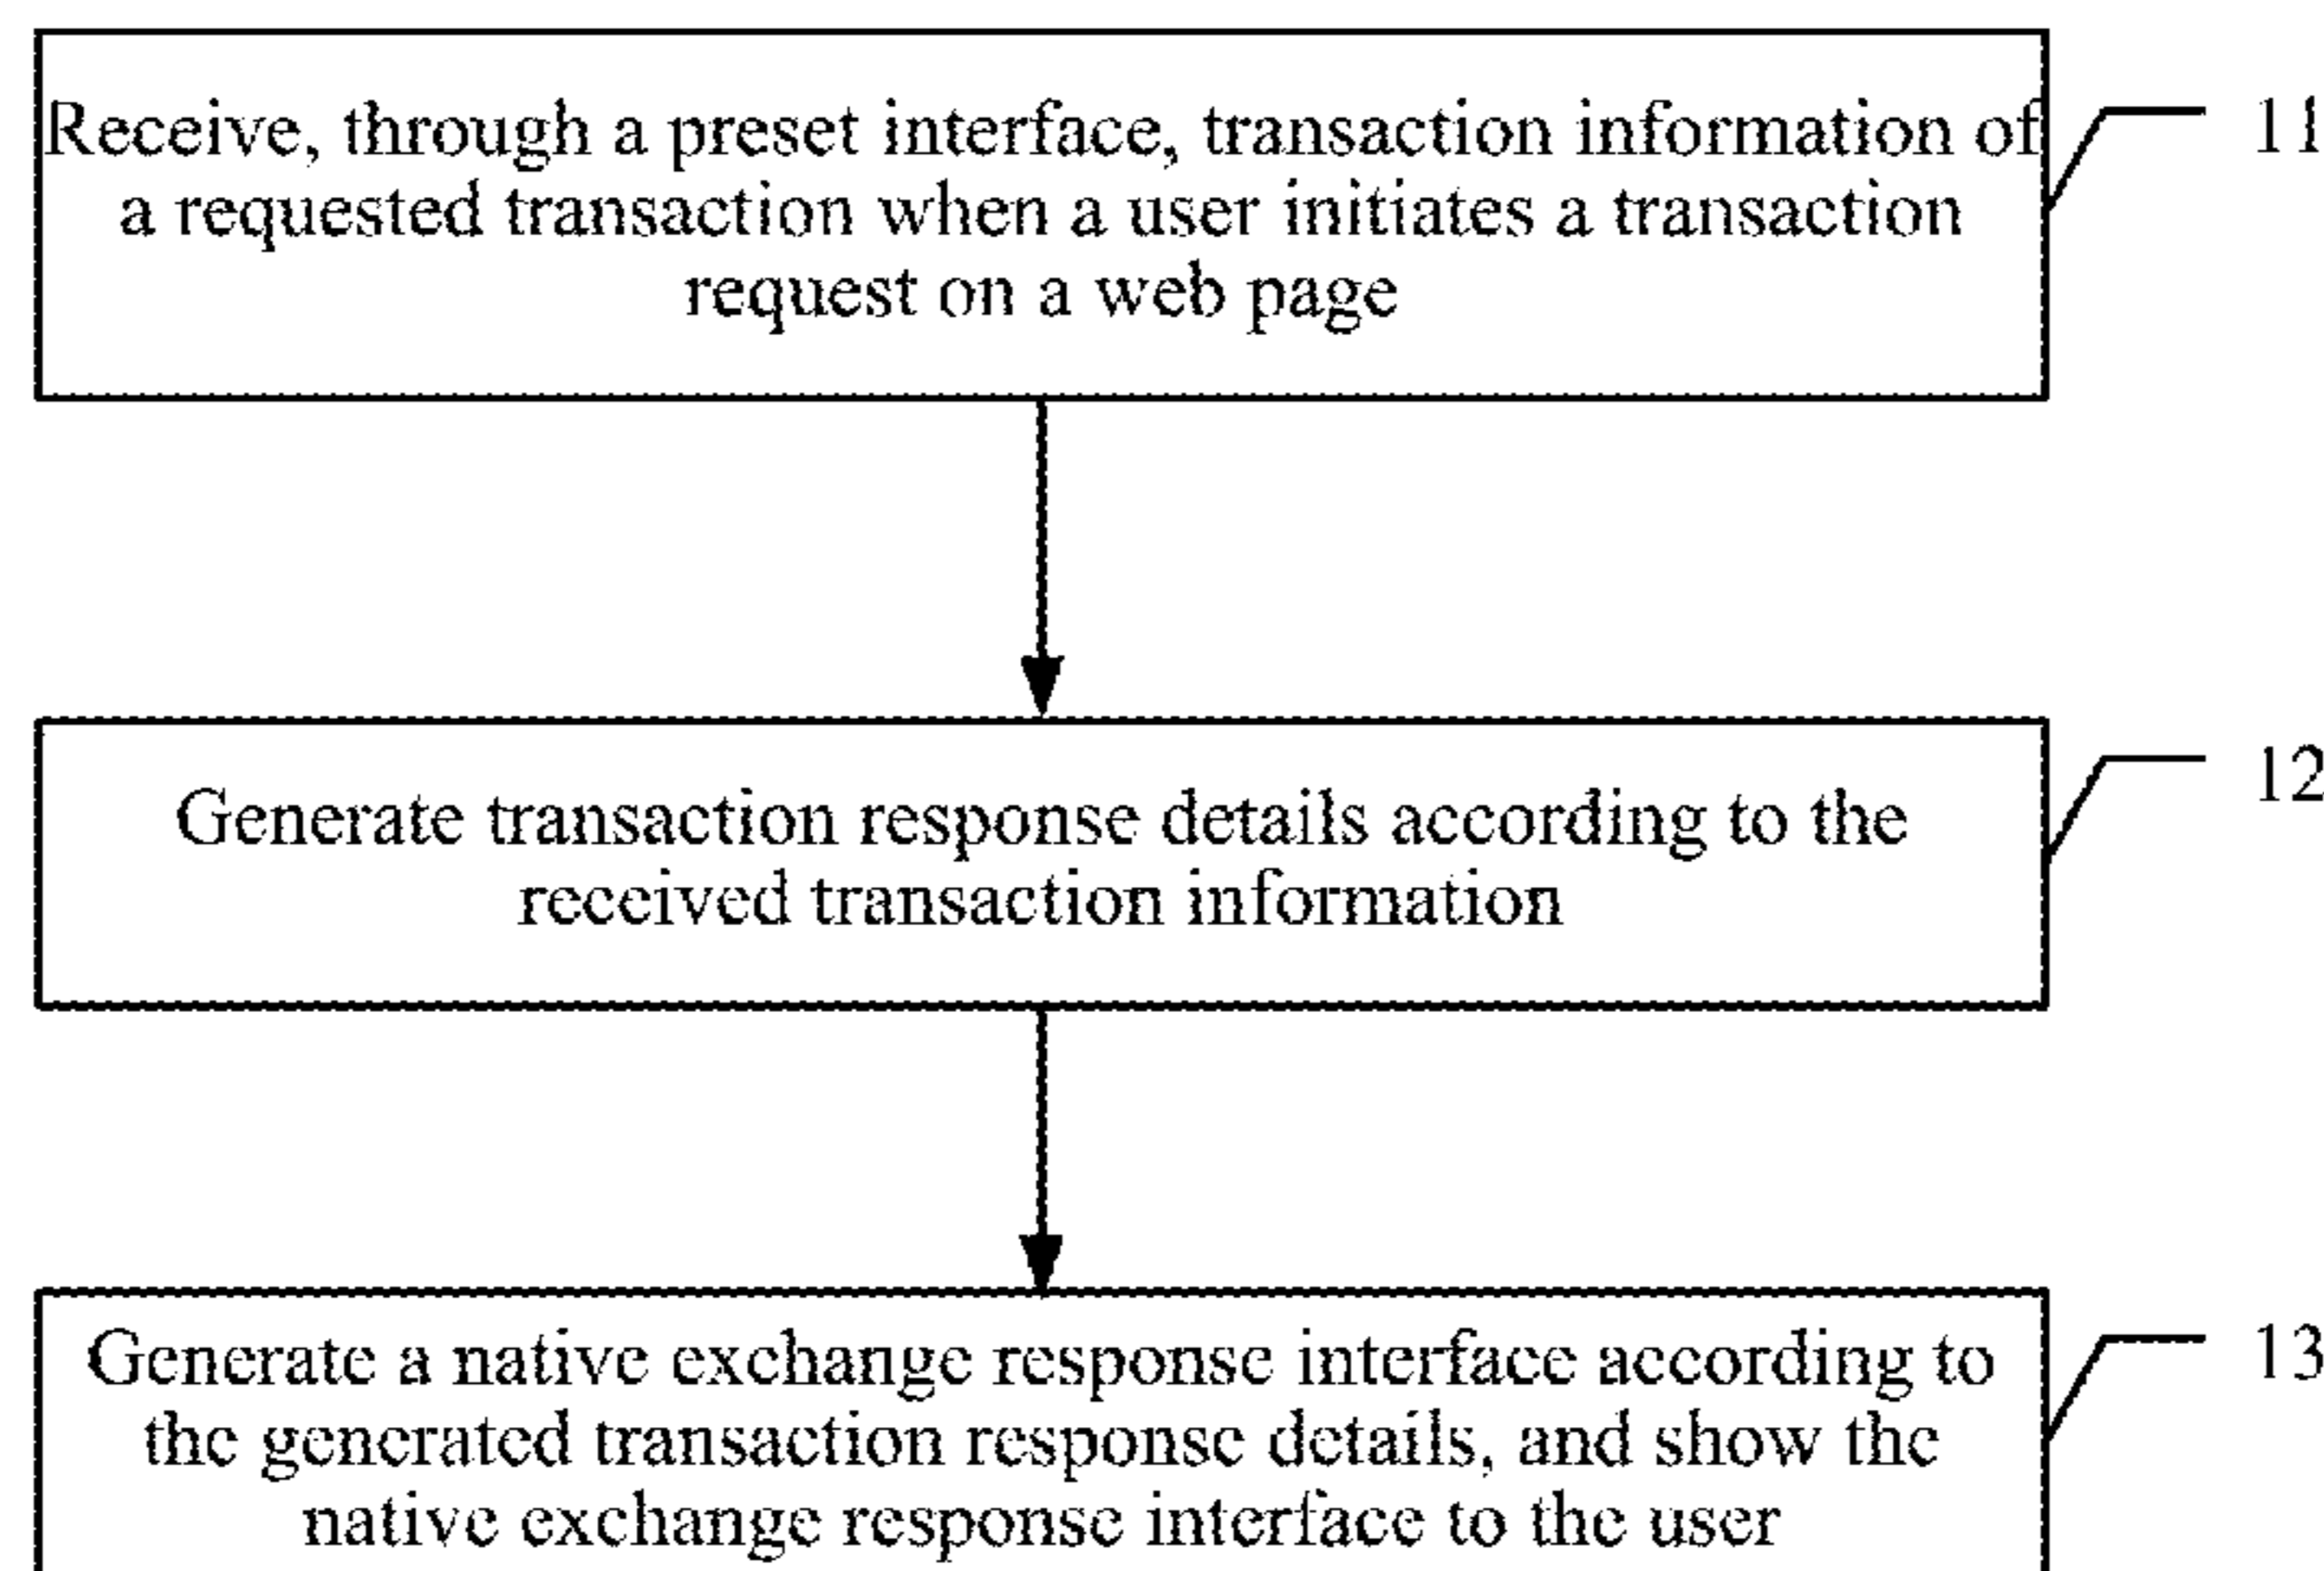 Receive, through a preset interface, transaction information of
a requested transaction when a user initiates a transaction
request on a web page
11
Generate transaction response details according to the
received transaction information
12
Generate a native exchange response interface according to
the generated transaction response details, and show the
native exchange response interface to the user
13